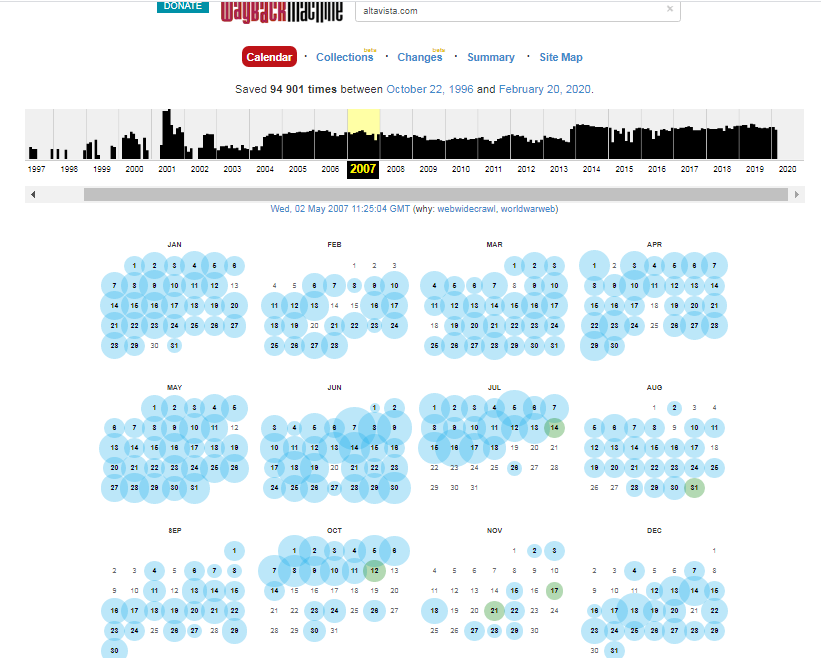 DONATE
WayBackMachine
altavista.com ×
Calendar · Collections beta · Changes beta · Summary · Site Map
Saved 94 901 times between October 22, 1996 and February 20, 2020.
1997 1998 1999 2000 2001 2002 2003 2004 2005 2006 2007 2008 2009 2010 2011 2012 2013 2014 2015 2016 2017 2018 2019 2020
Wed, 02 May 2007 11:25:04 GMT (why: webwidecrawl, worldwarweb)
JAN FEB MAR APR
1 2 3 4 5 6 1 2 3 1 2 3 1 2 3 4 5 6 7
7 8 9 10 11 12 13 4 5 6 7 8 9 10 4 5 6 7 8 9 10 8 9 10 11 12 13 14
14 15 16 17 18 19 20 11 12 13 14 15 16 17 11 12 13 14 15 16 17 15 16 17 18 19 20 21
21 22 23 24 25 26 27 18 19 20 21 22 23 24 18 19 20 21 22 23 24 22 23 24 25 26 27 28
28 29 30 31 25 26 27 28 25 26 27 28 29 30 31 29 30
MAY JUN JUL AUG
1 2 3 4 5 1 2 1 2 3 4 5 6 7 1 2 3 4
6 7 8 9 10 11 12 3 4 5 6 7 8 9 8 9 10 11 12 13 14 5 6 7 8 9 10 11
13 14 15 16 17 18 19 10 11 12 13 14 15 16 15 16 17 18 19 20 21 12 13 14 15 16 17 18
20 21 22 23 24 25 26 17 18 19 20 21 22 23 22 23 24 25 26 27 28 19 20 21 22 23 24 25
27 28 29 30 31 24 25 26 27 28 29 30 29 30 31 26 27 28 29 30 31
SEP OCT NOV DEC
1 1 2 3 4 5 6 1 2 3 1
2 3 4 5 6 7 8 7 8 9 10 11 12 13 4 5 6 7 8 9 10 2 3 4 5 6 7 8
9 10 11 12 13 14 15 14 15 16 17 18 19 20 11 12 13 14 15 16 17 9 10 11 12 13 14 15
16 17 18 19 20 21 22 21 22 23 24 25 26 27 18 19 20 21 22 23 24 16 17 18 19 20 21 22
23 24 25 26 27 28 29 28 29 30 31 25 26 27 28 29 30 23 24 25 26 27 28 29
30 30 31